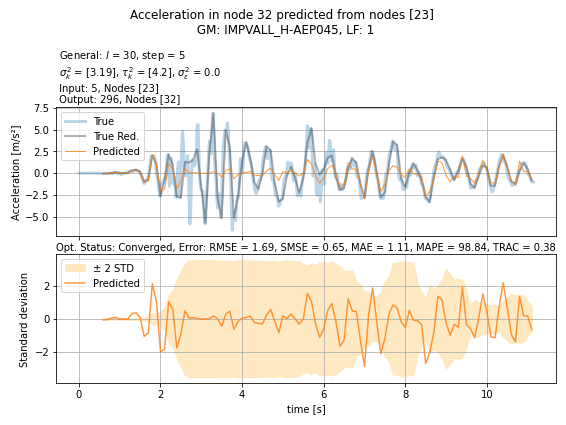 Acceleration in node 32 predicted from nodes [23]
GM: IMPVALL_H-AEP045, LF: 1
General: l = 30, step = 5
σ²ₖ = [3.19], τ²ₖ = [4.2], σ²ε = 0.0
Input: 5, Nodes [23]
Output: 296, Nodes [32]
7.5
5.0
2.5
0.0
−2.5
−5.0
Acceleration [m/s²]
True
True Red.
Predicted
Opt. Status: Converged, Error: RMSE = 1.69, SMSE = 0.65, MAE = 1.11, MAPE = 98.84, TRAC = 0.38
± 2 STD
Predicted
2
0
−2
Standard deviation
0 2 4 6 8 10
time [s]